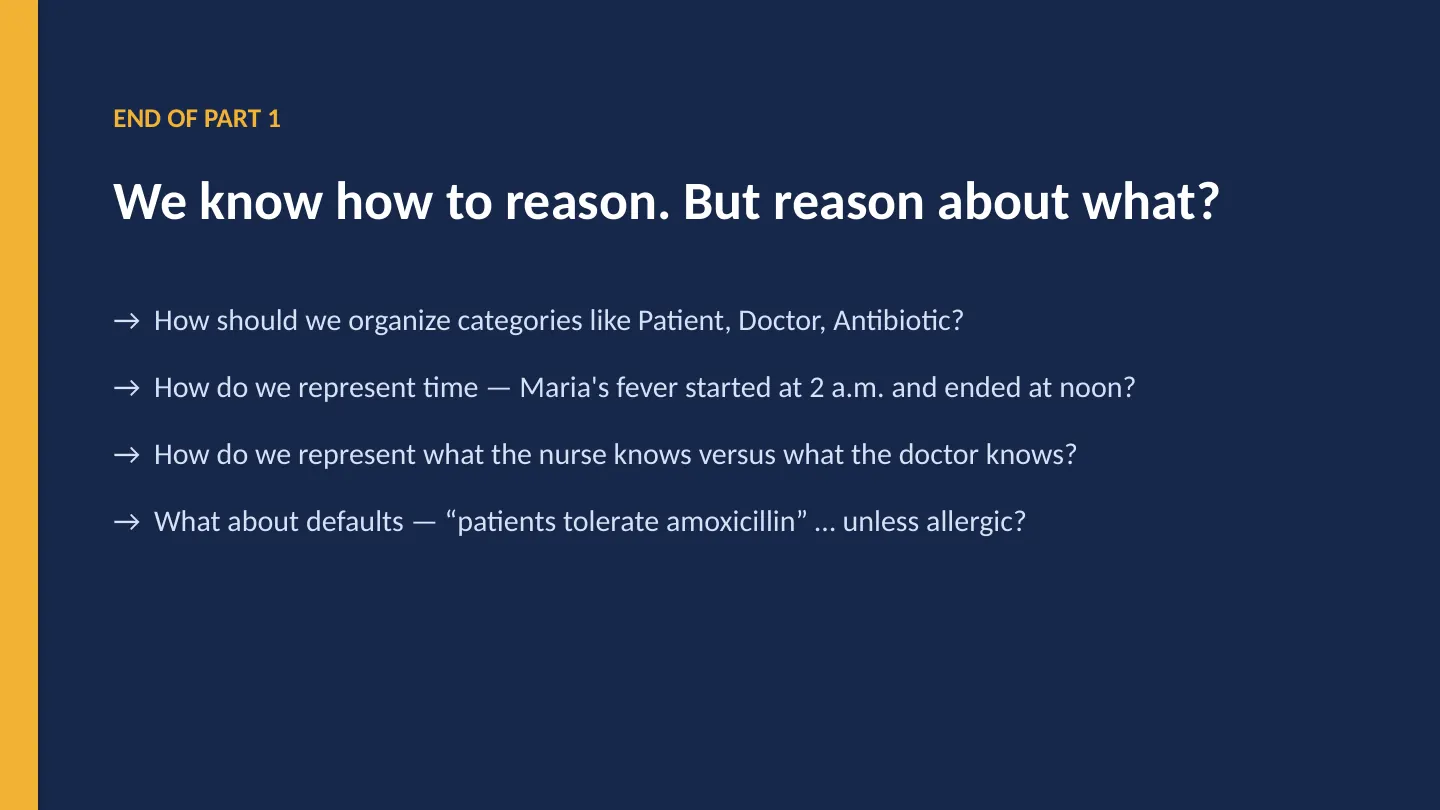 END OF PART 1
We know how to reason. But reason about what?
→ How should we organize categories like Patient, Doctor, Antibiotic?
→ How do we represent time — Maria's fever started at 2 a.m. and ended at noon?
→ How do we represent what the nurse knows versus what the doctor knows?
→ What about defaults — “patients tolerate amoxicillin” … unless allergic?